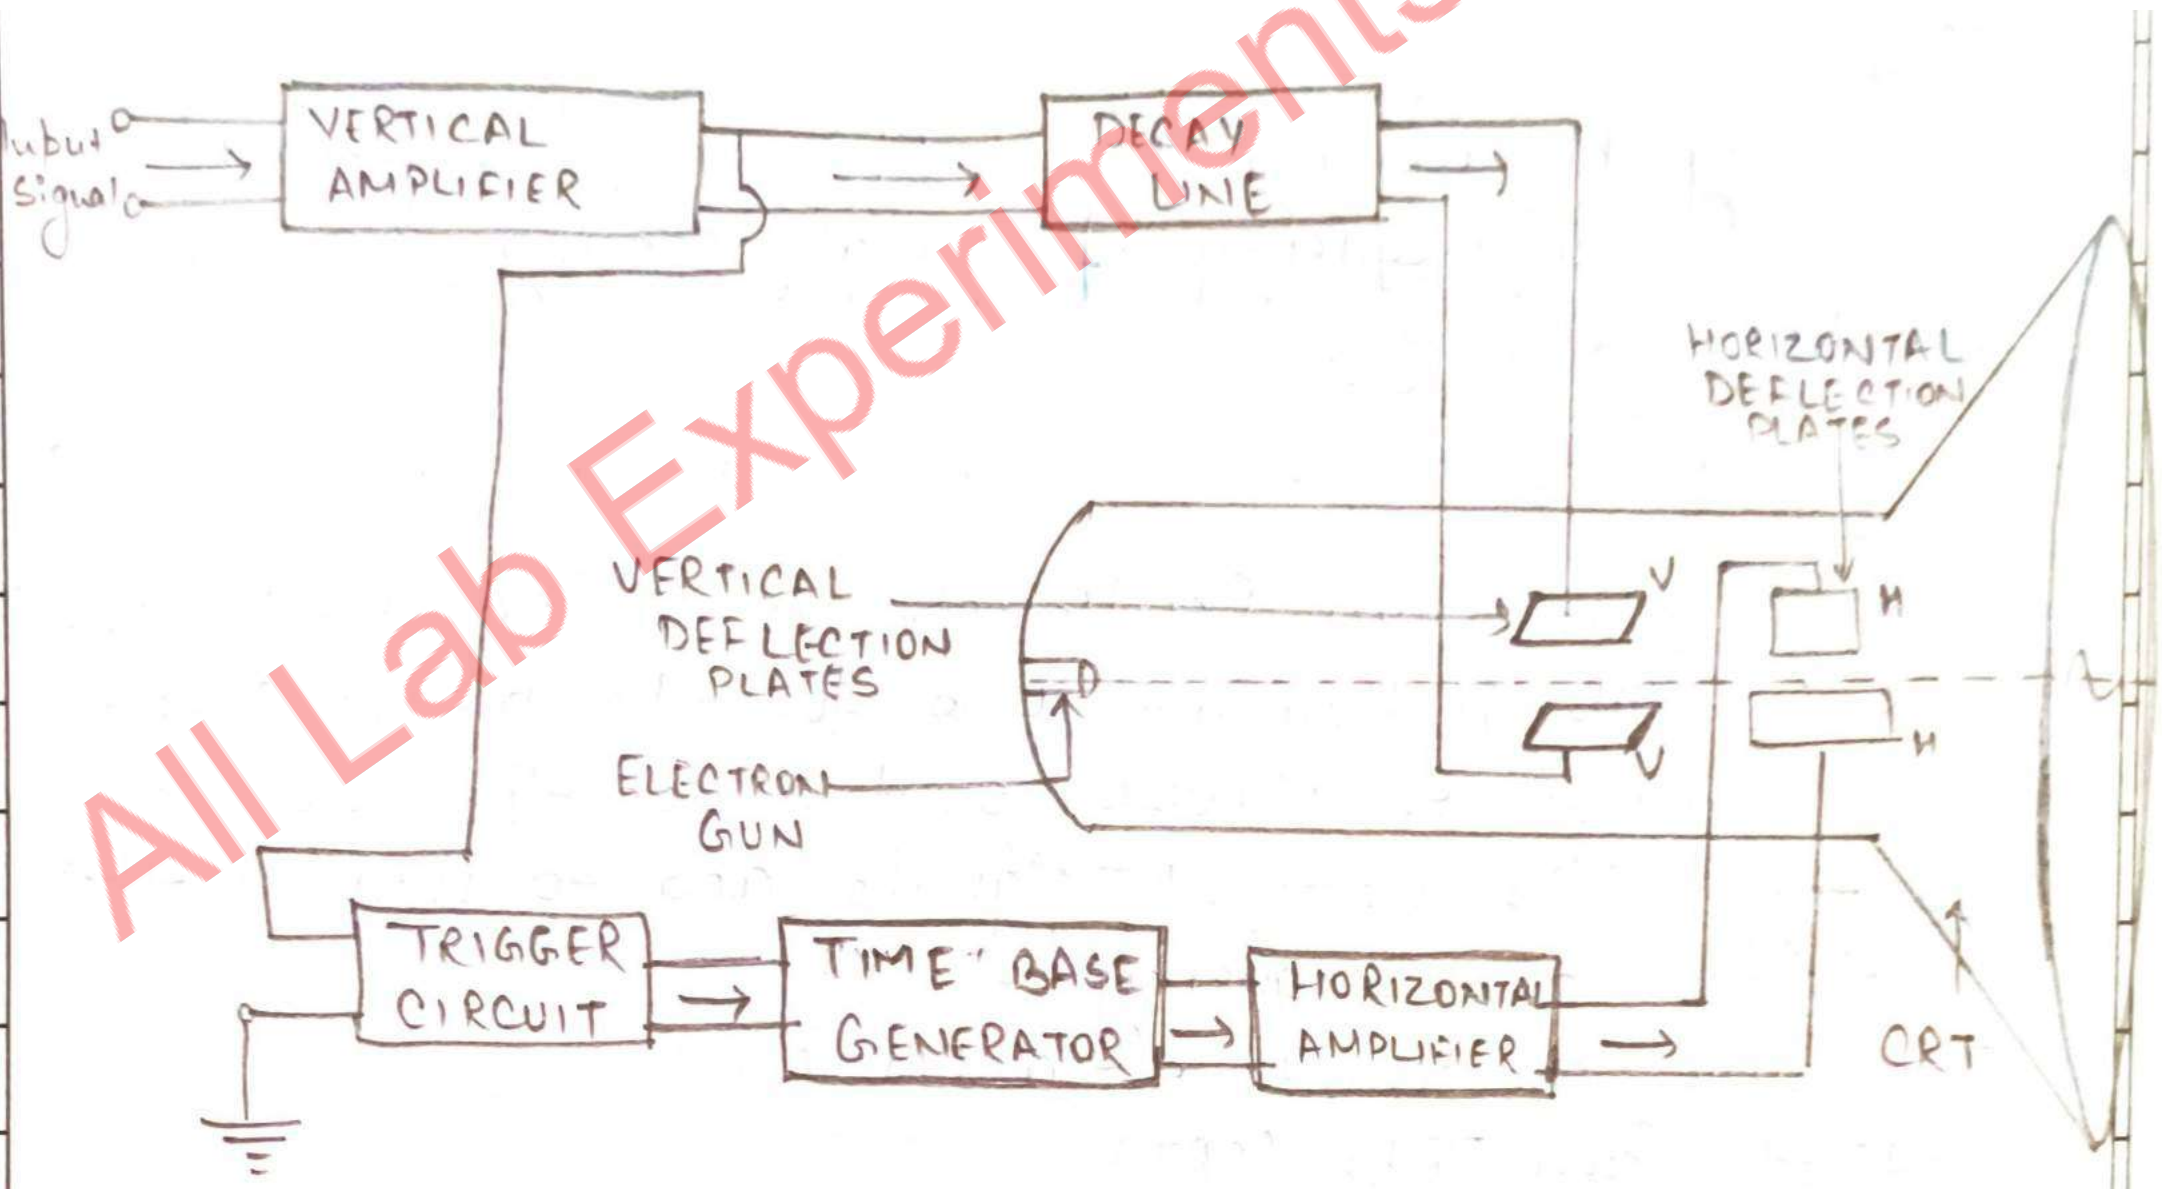 Input
Signal
VERTICAL
AMPLIFIER
DECAY
LINE
HORIZONTAL
DEFLECTION
PLATES
VERTICAL
DEFLECTION
PLATES
V
H
V
H
ELECTRON
GUN
TRIGGER
CIRCUIT
TIME BASE
GENERATOR
HORIZONTAL
AMPLIFIER
CRT
All Lab Experiments